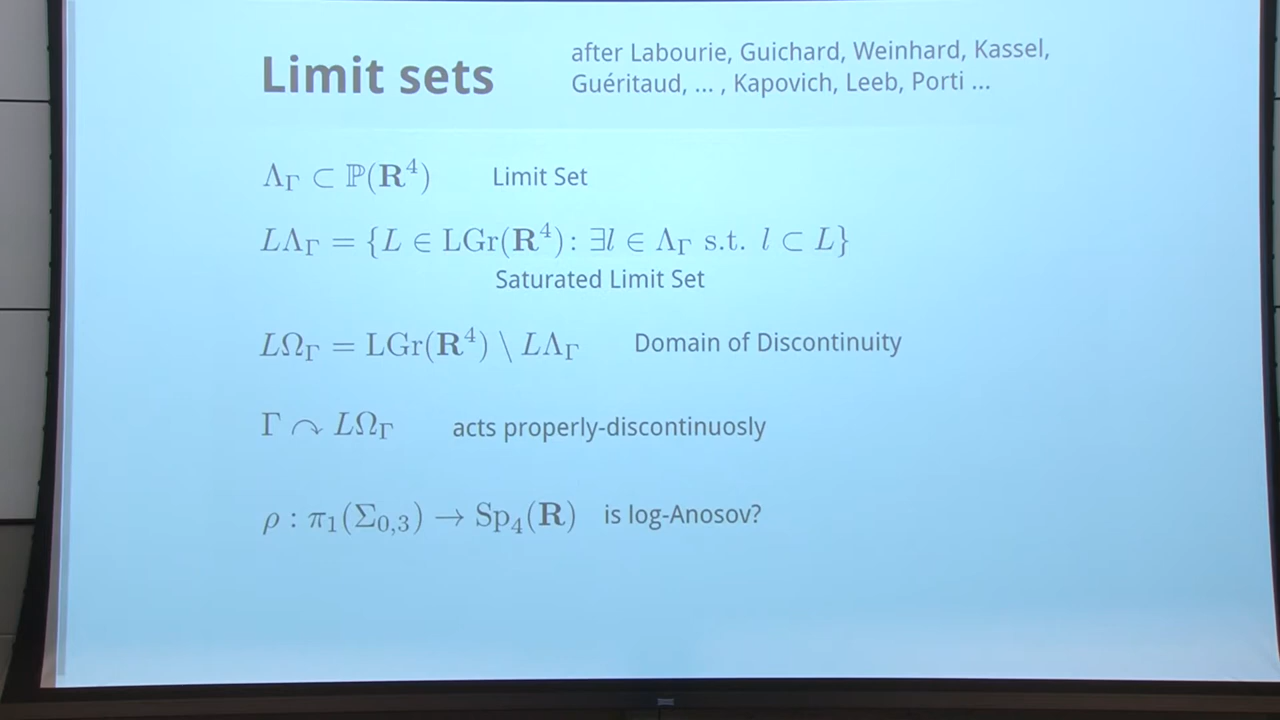 Limit sets
after Labourie, Guichard, Weinhard, Kassel,
Guéritaud, ... , Kapovich, Leeb, Porti ...
Λ_Γ ⊂ ℙ(𝐑⁴) Limit Set
LΛ_Γ = {L ∈ LGr(𝐑⁴): ∃l ∈ Λ_Γ s.t. l ⊂ L}
Saturated Limit Set
LΩ_Γ = LGr(𝐑⁴) \ LΛ_Γ Domain of Discontinuity
Γ ↷ LΩ_Γ acts properly-discontinuosly
ρ : π₁(Σ₀,₃) → Sp₄(𝐑) is log-Anosov?